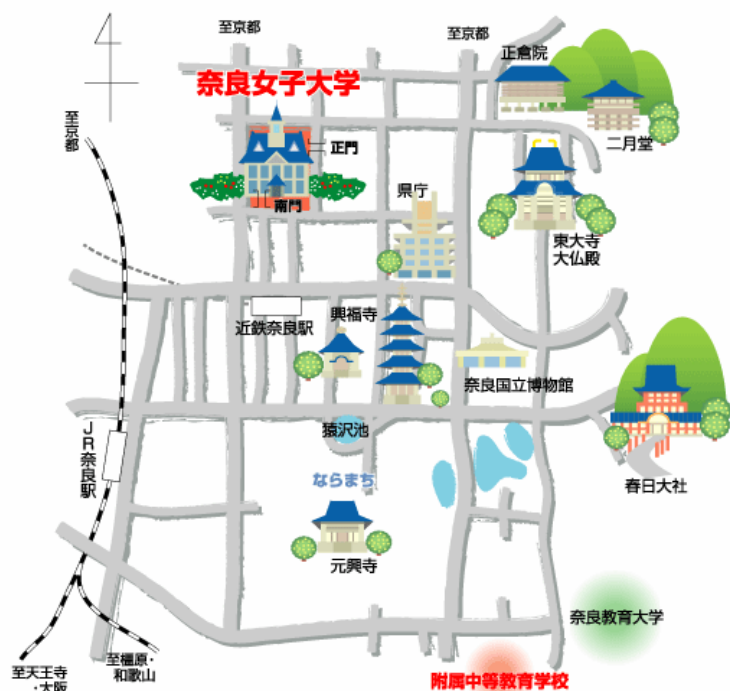 至京都
至京都
正倉院
奈良女子大学
至京都
正門
二月堂
県庁
南門
東大寺
大仏殿
近鉄奈良駅
興福寺
奈良国立博物館
猿沢池
JR奈良駅
ならまち
春日大社
元興寺
奈良教育大学
至天王寺
・大阪
至橿原・
和歌山
附属中等教育学校